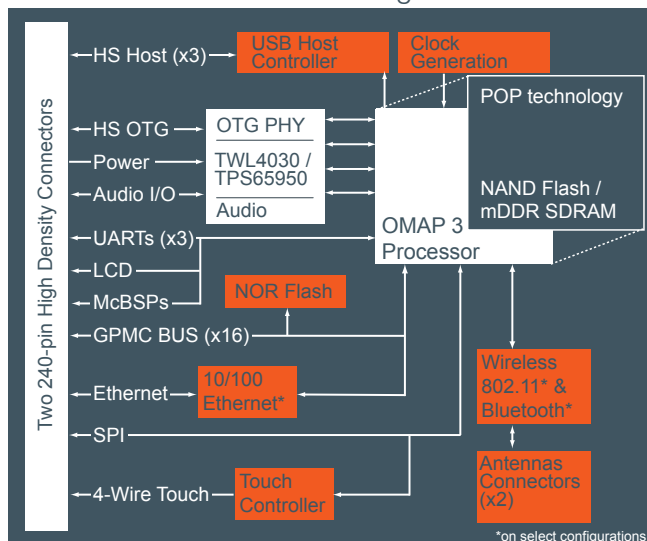 HS Host (x3)
USB Host
Controller
Clock
Generation
POP technology
NAND Flash /
mDDR SDRAM
HS OTG
Power
Audio I/O
OTG PHY
TWL4030 /
TPS65950
Audio
OMAP 3
Processor
UARTs (x3)
LCD
McBSPs
NOR Flash
GPMC BUS (x16)
Ethernet
10/100
Ethernet*
Wireless
802.11* &
Bluetooth*
SPI
4-Wire Touch
Touch
Controller
Antennas
Connectors
(x2)
Two 240-pin High Density Connectors
*on select configurations